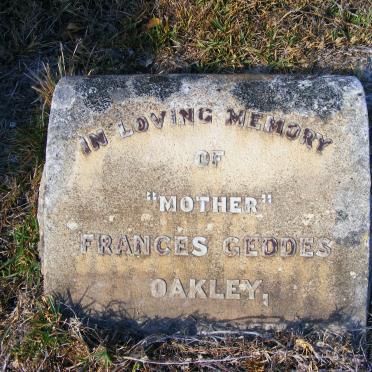 IN LOVING MEMORY
OF
"MOTHER"
FRANCES GEDDES
OAKLEY,